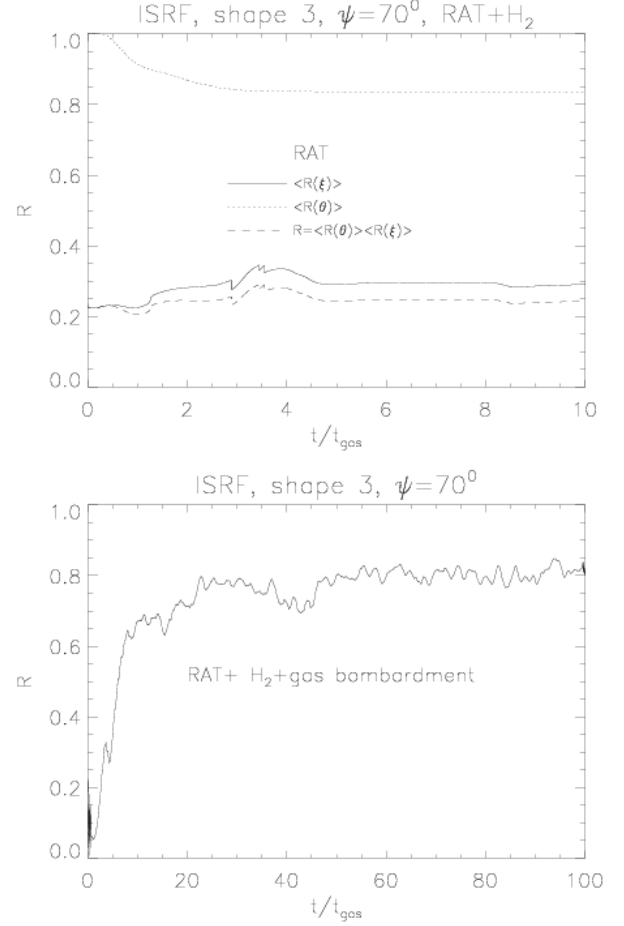 ISRF, shape 3, ψ=70⁰, RAT+H₂
1.0
0.8
0.6
0.4
0.2
0.0
R
RAT
<R(ξ)>
<R(θ)>
R=<R(θ)><R(ξ)>
0 2 4 6 8 10
t/t_gas
ISRF, shape 3, ψ=70⁰
1.0
0.8
0.6
0.4
0.2
0.0
R
RAT+ H₂+gas bombardment
0 20 40 60 80 100
t/t_gas